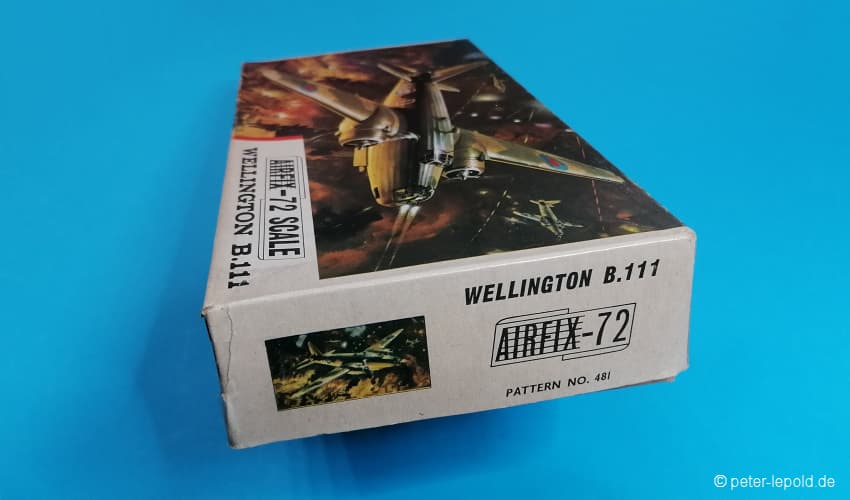 AIRFIX-72 SCALE
WELLINGTON B.111
WELLINGTON B.111
AIRFIX-72
PATTERN NO. 481
© peter-lepold.de